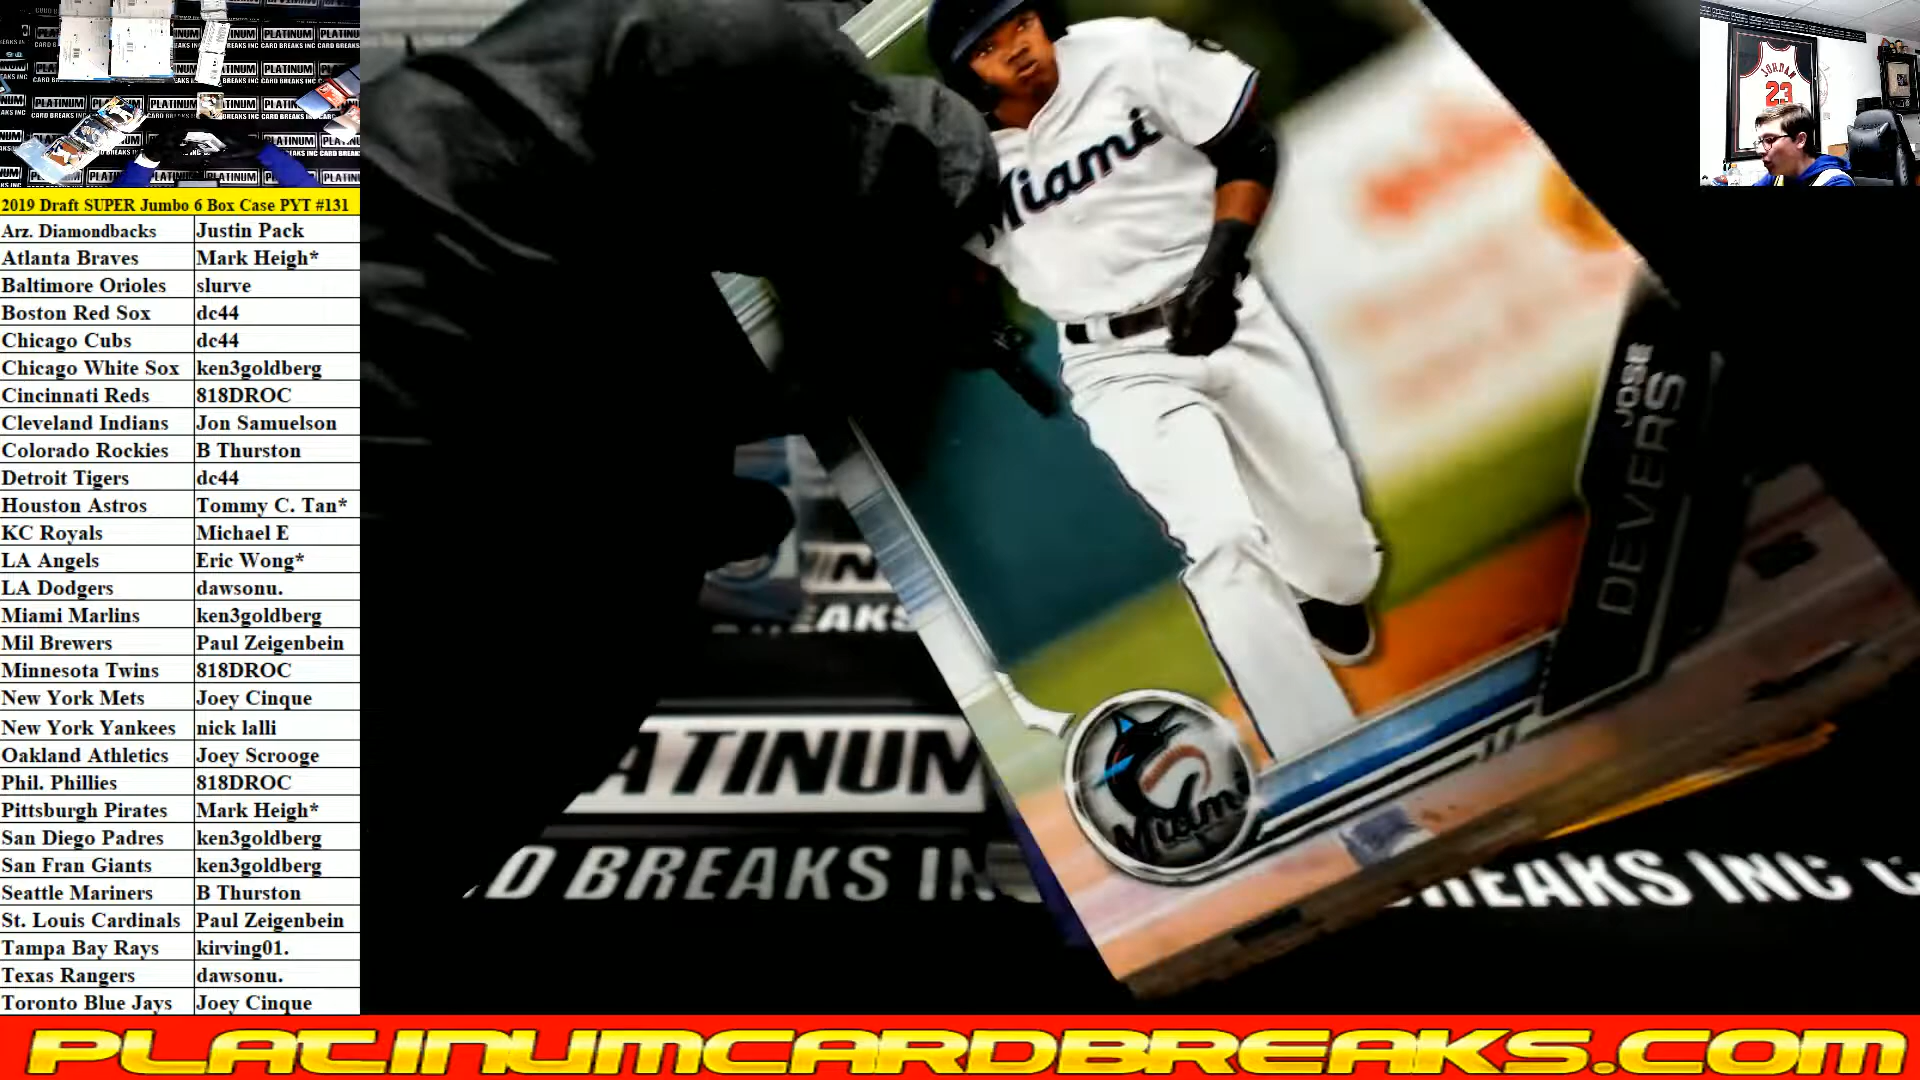 2019 Draft SUPER Jumbo 6 Box Case PYT #131
Arz. Diamondbacks Justin Pack
Atlanta Braves Mark Heigh*
Baltimore Orioles slurve
Boston Red Sox dc44
Chicago Cubs dc44
Chicago White Sox ken3goldberg
Cincinnati Reds 818DROC
Cleveland Indians Jon Samuelson
Colorado Rockies B Thurston
Detroit Tigers dc44
Houston Astros Tommy C. Tan*
KC Royals Michael E
LA Angels Eric Wong*
LA Dodgers dawsonu.
Miami Marlins ken3goldberg
Mil Brewers Paul Zeigenbein
Minnesota Twins 818DROC
New York Mets Joey Cinque
New York Yankees nick lalli
Oakland Athletics Joey Scrooge
Phil. Phillies 818DROC
Pittsburgh Pirates Mark Heigh*
San Diego Padres ken3goldberg
San Fran Giants ken3goldberg
Seattle Mariners B Thurston
St. Louis Cardinals Paul Zeigenbein
Tampa Bay Rays kirving01.
Texas Rangers dawsonu.
Toronto Blue Jays Joey Cinque
Miami
JOSE
DEVERS
Miami
ATINUM
D BREAKS IN
REAKS INC C
JORDAN
23
PLATINUMCARDBREAKS.COM